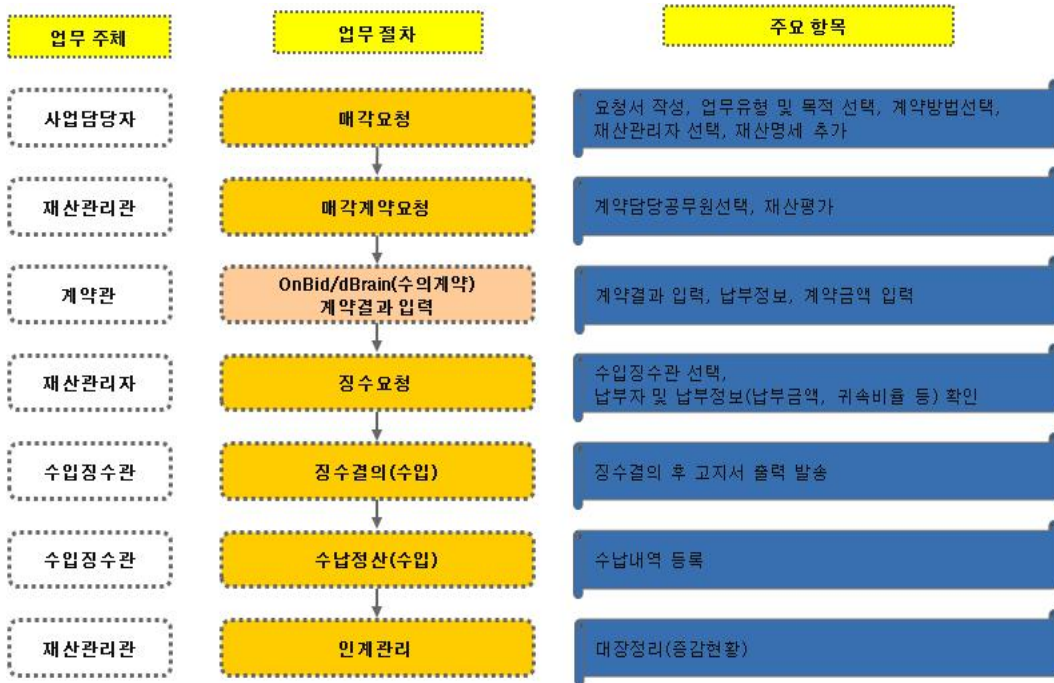 업무 주체
업무 절차
주요 항목
사업담당자
매각요청
요청서 작성, 업무유형 및 목적 선택, 계약방법선택,
재산관리자 선택, 재산명세 추가
재산관리관
매각계약요청
계약담당공무원선택, 재산평가
계약관
OnBid/dBrain(수의계약)
계약결과 입력
계약결과 입력, 납부정보, 계약금액 입력
재산관리자
징수요청
수입징수관 선택,
납부자 및 납부정보(납부금액, 귀속비율 등) 확인
수입징수관
징수결의(수입)
징수결의 후 고지서 출력 발송
수입징수관
수납정산(수입)
수납내역 등록
재산관리관
인계관리
대장정리(증감현황)